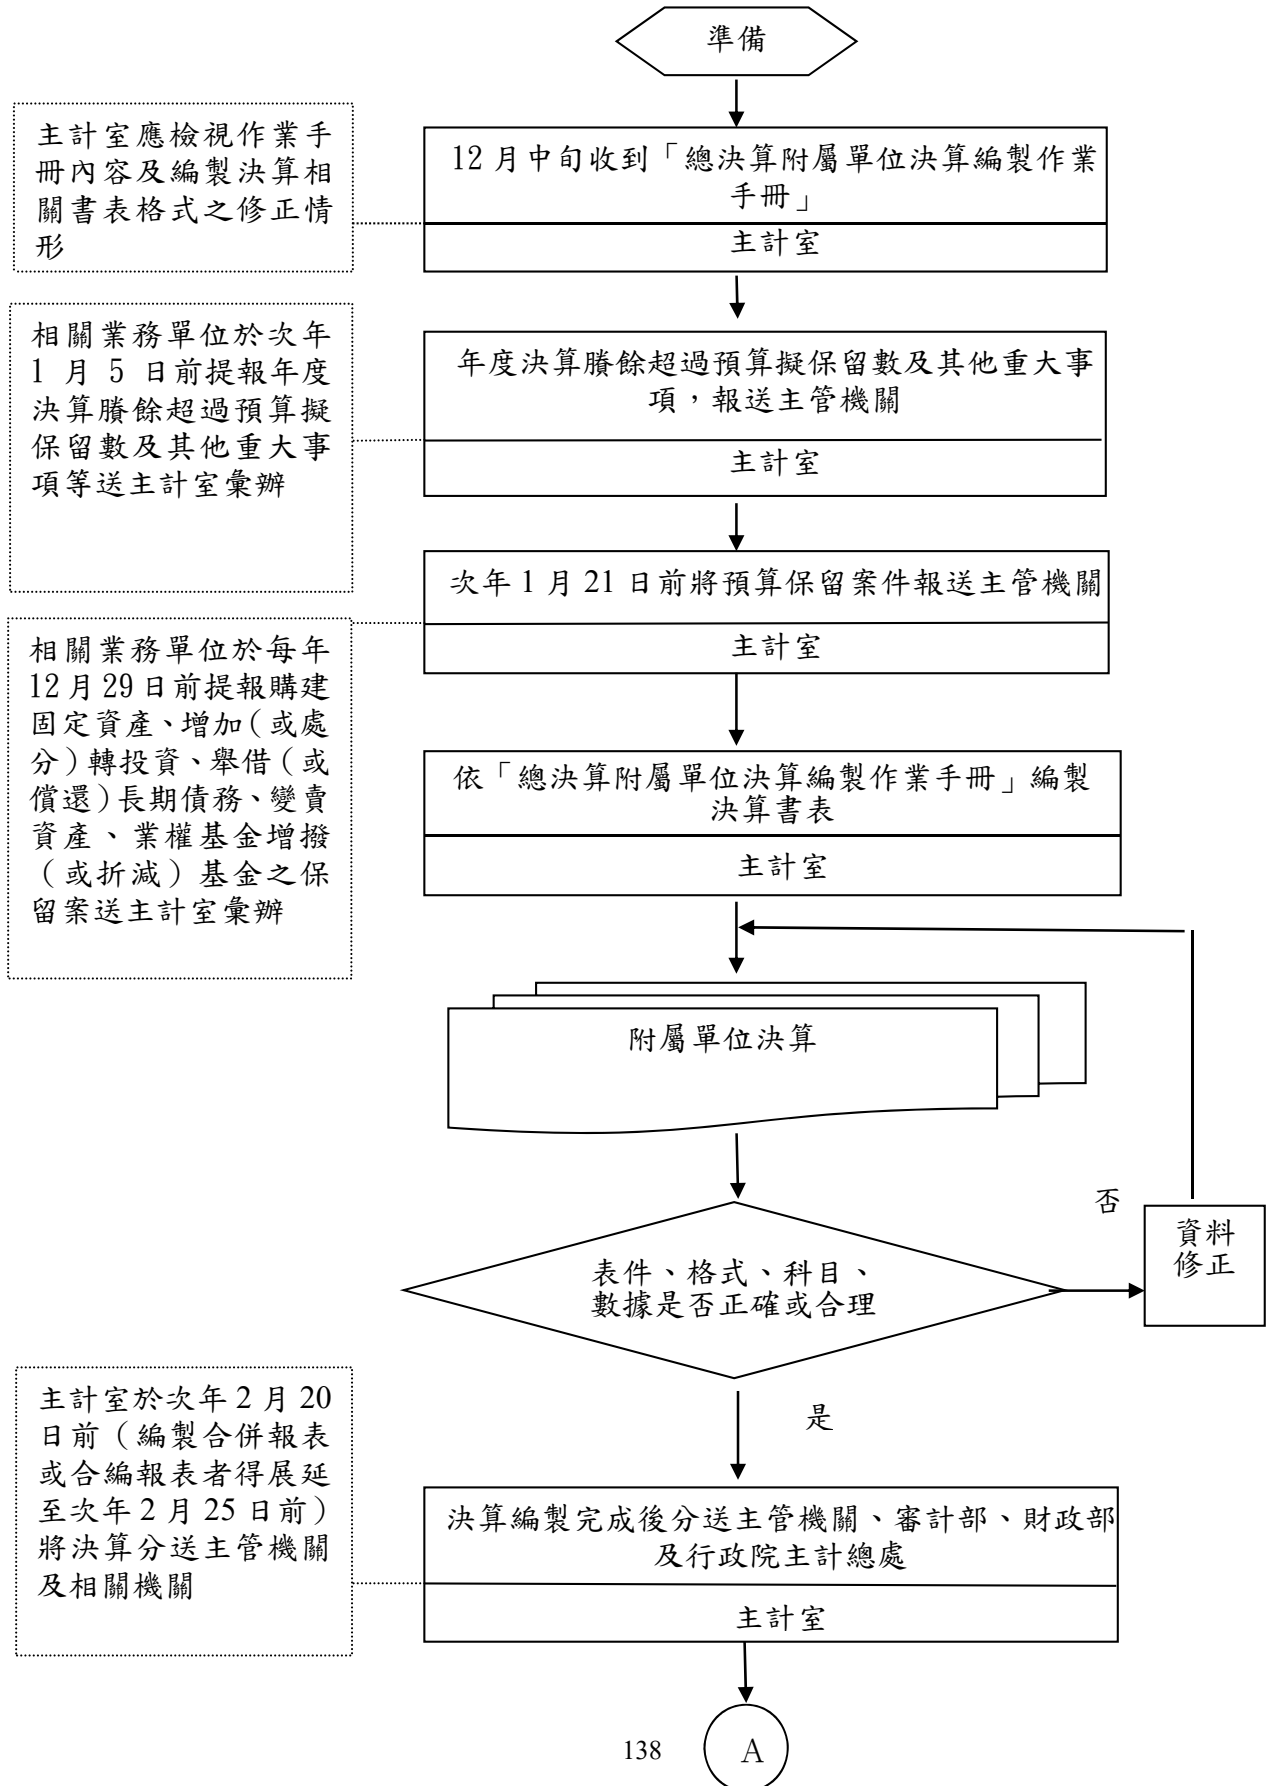 準備
主計室應檢視作業手
冊內容及編製決算相
關書表格式之修正情
形
12 月中旬收到「總決算附屬單位決算編製作業
手冊」
主計室
相關業務單位於次年
1 月 5 日前提報年度
決算賸餘超過預算擬
保留數及其他重大事
項等送主計室彙辦
年度決算賸餘超過預算擬保留數及其他重大事
項，報送主管機關
主計室
次年 1 月 21 日前將預算保留案件報送主管機關
主計室
相關業務單位於每年
12 月 29 日前提報購建
固定資產、增加（或處
分）轉投資、舉借（或
償還）長期債務、變賣
資產、業權基金增撥
（或折減）基金之保
留案送主計室彙辦
依「總決算附屬單位決算編製作業手冊」編製
決算書表
主計室
附屬單位決算
表件、格式、科目、
數據是否正確或合理
否
資料
修正
是
主計室於次年 2 月 20
日前（編製合併報表
或合編報表者得展延
至次年 2 月 25 日前）
將決算分送主管機關
及相關機關
決算編製完成後分送主管機關、審計部、財政部
及行政院主計總處
主計室
138
A